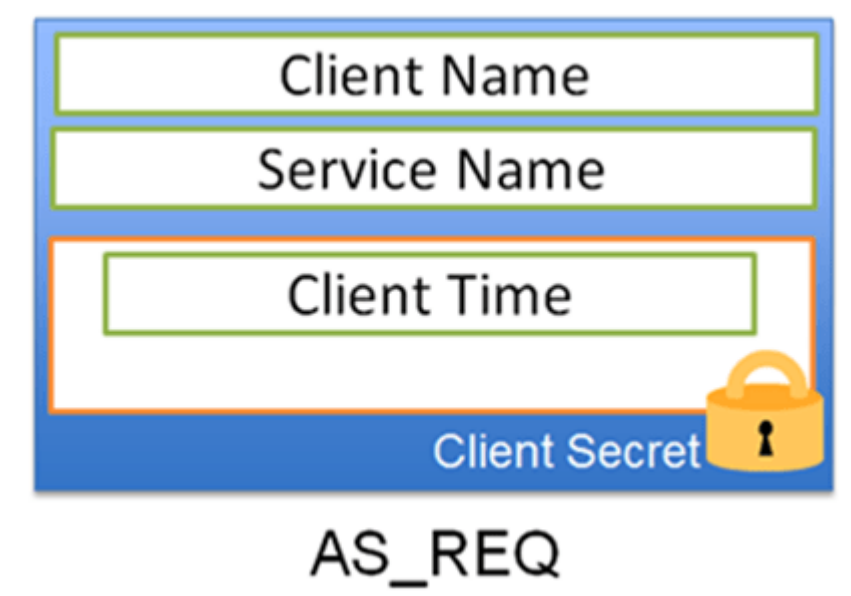 Client Name
Service Name
Client Time
Client Secret
AS_REQ